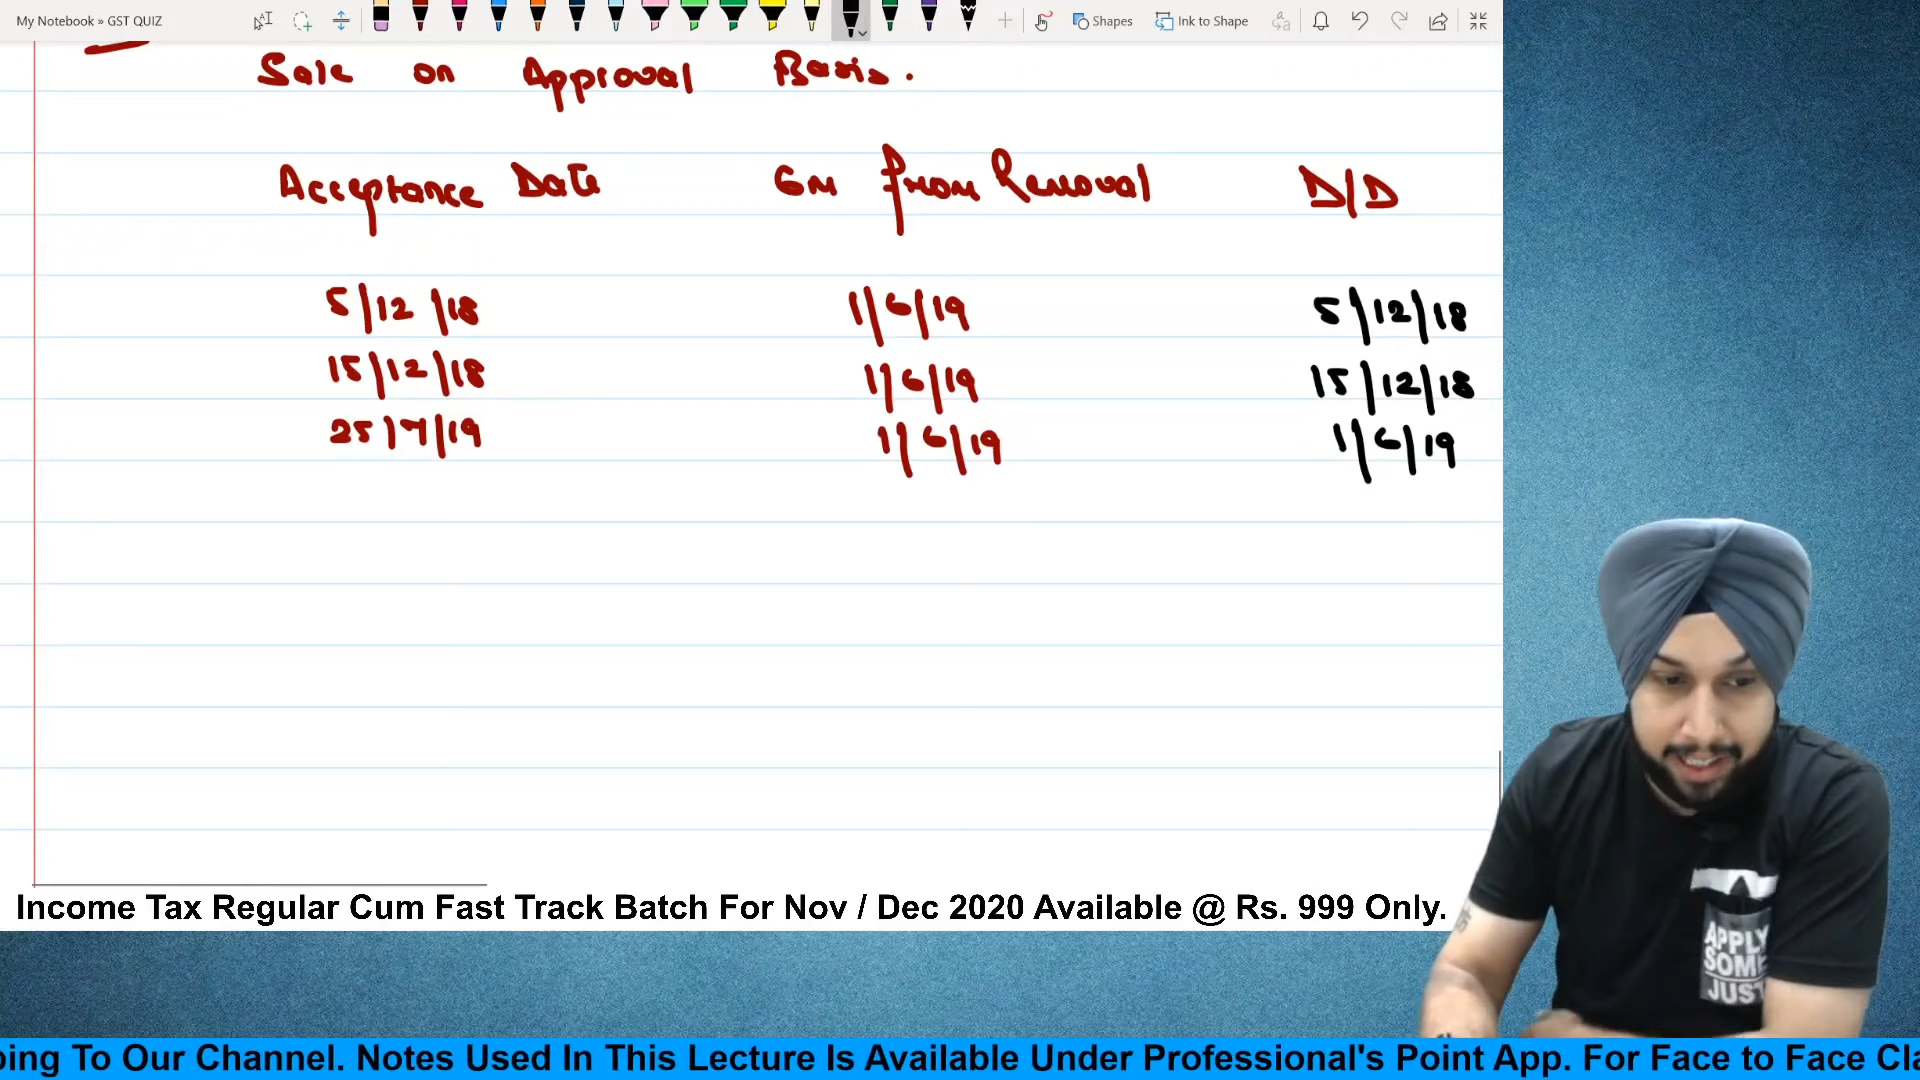 My Notebook » GST QUIZ
Shapes
Ink to Shape
Sale on Approval Basis.
Acceptance Date 6m from Removal D/D
5/12/18 1/6/19 5/12/18
15/12/18 1/6/19 15/12/18
25/7/19 1/6/19 1/6/19
APPLY
SOME
JUST
Income Tax Regular Cum Fast Track Batch For Nov / Dec 2020 Available @ Rs. 999 Only.
ping To Our Channel. Notes Used In This Lecture Is Available Under Professional's Point App. For Face to Face Cla